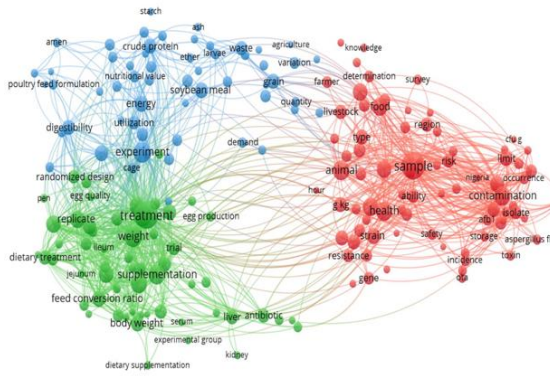 starch
ash
amen
crude protein
ether
larvae
waste
agriculture
knowledge
nutritional value
variation
determination
survey
poultry feed formulation
soybean meal
grain
farmer
energy
quantity
livestock
food
utilization
type
region
digestibility
experiment
demand
cfu g
cage
sample
risk
limit
randomized design
animal
nigeria
occurrence
pen
egg quality
hour
ability
contamination
replicate
treatment
egg production
g kg
health
afb1
isolate
weight
strain
safety
storage
aspergillus f
dietary treatment
ileum
trial
resistance
incidence
toxin
jejunum
supplementation
gene
ota
feed conversion ratio
body weight
serum
liver
antibiotic
experimental group
kidney
dietary supplementation